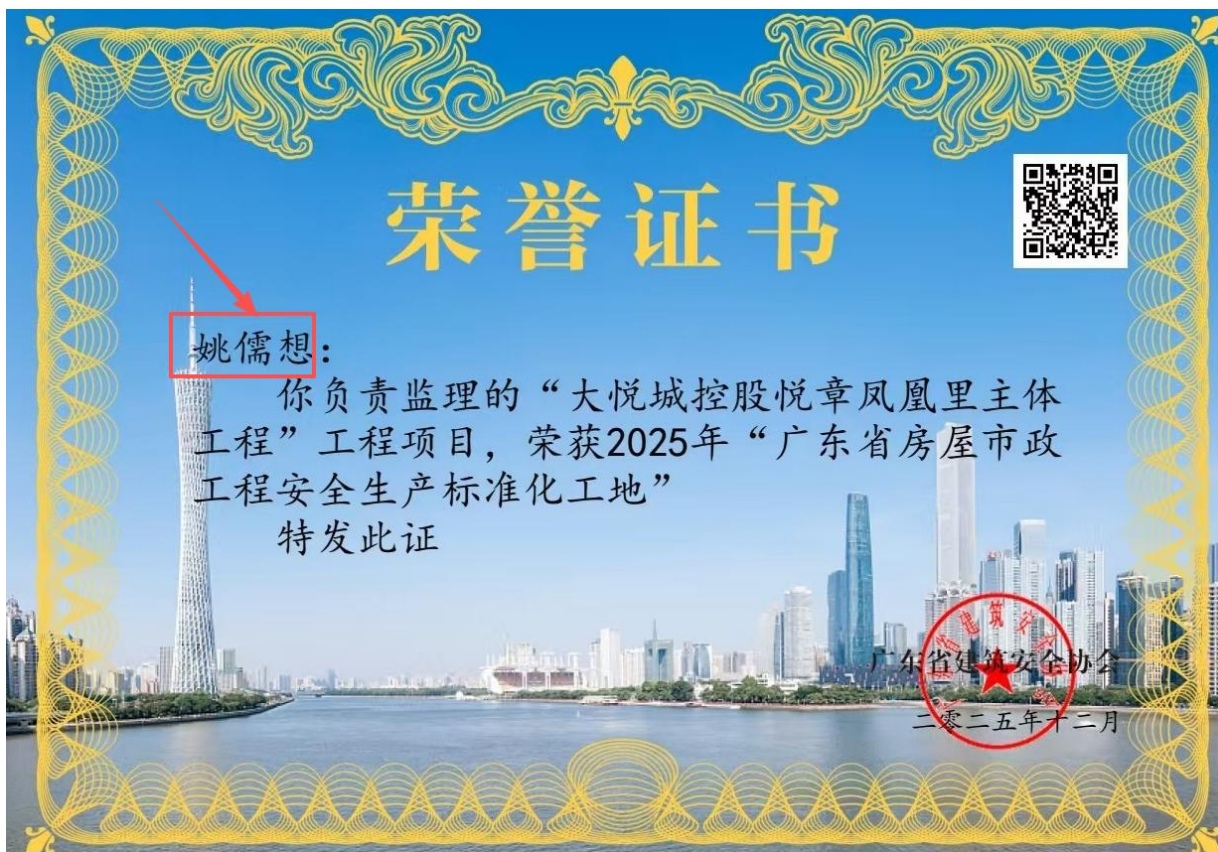 荣誉证书
姚儒想：
你负责监理的“大悦城控股悦章凤凰里主体
工程”工程项目，荣获2025年“广东省房屋市政
工程安全生产标准化工地”
特发此证
广东省建筑安全协会
二零二五年十二月